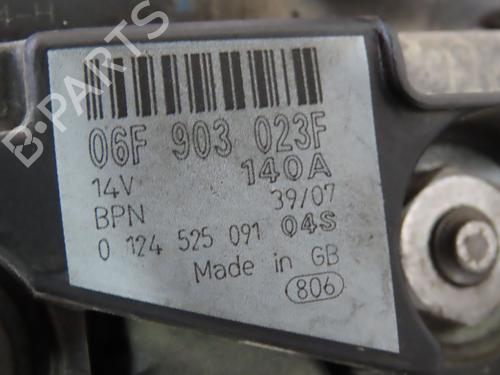 B-PARTS
06F 903 023F
14V 140A
BPN 39/07
0 124 525 091 04S
Made in GB
806